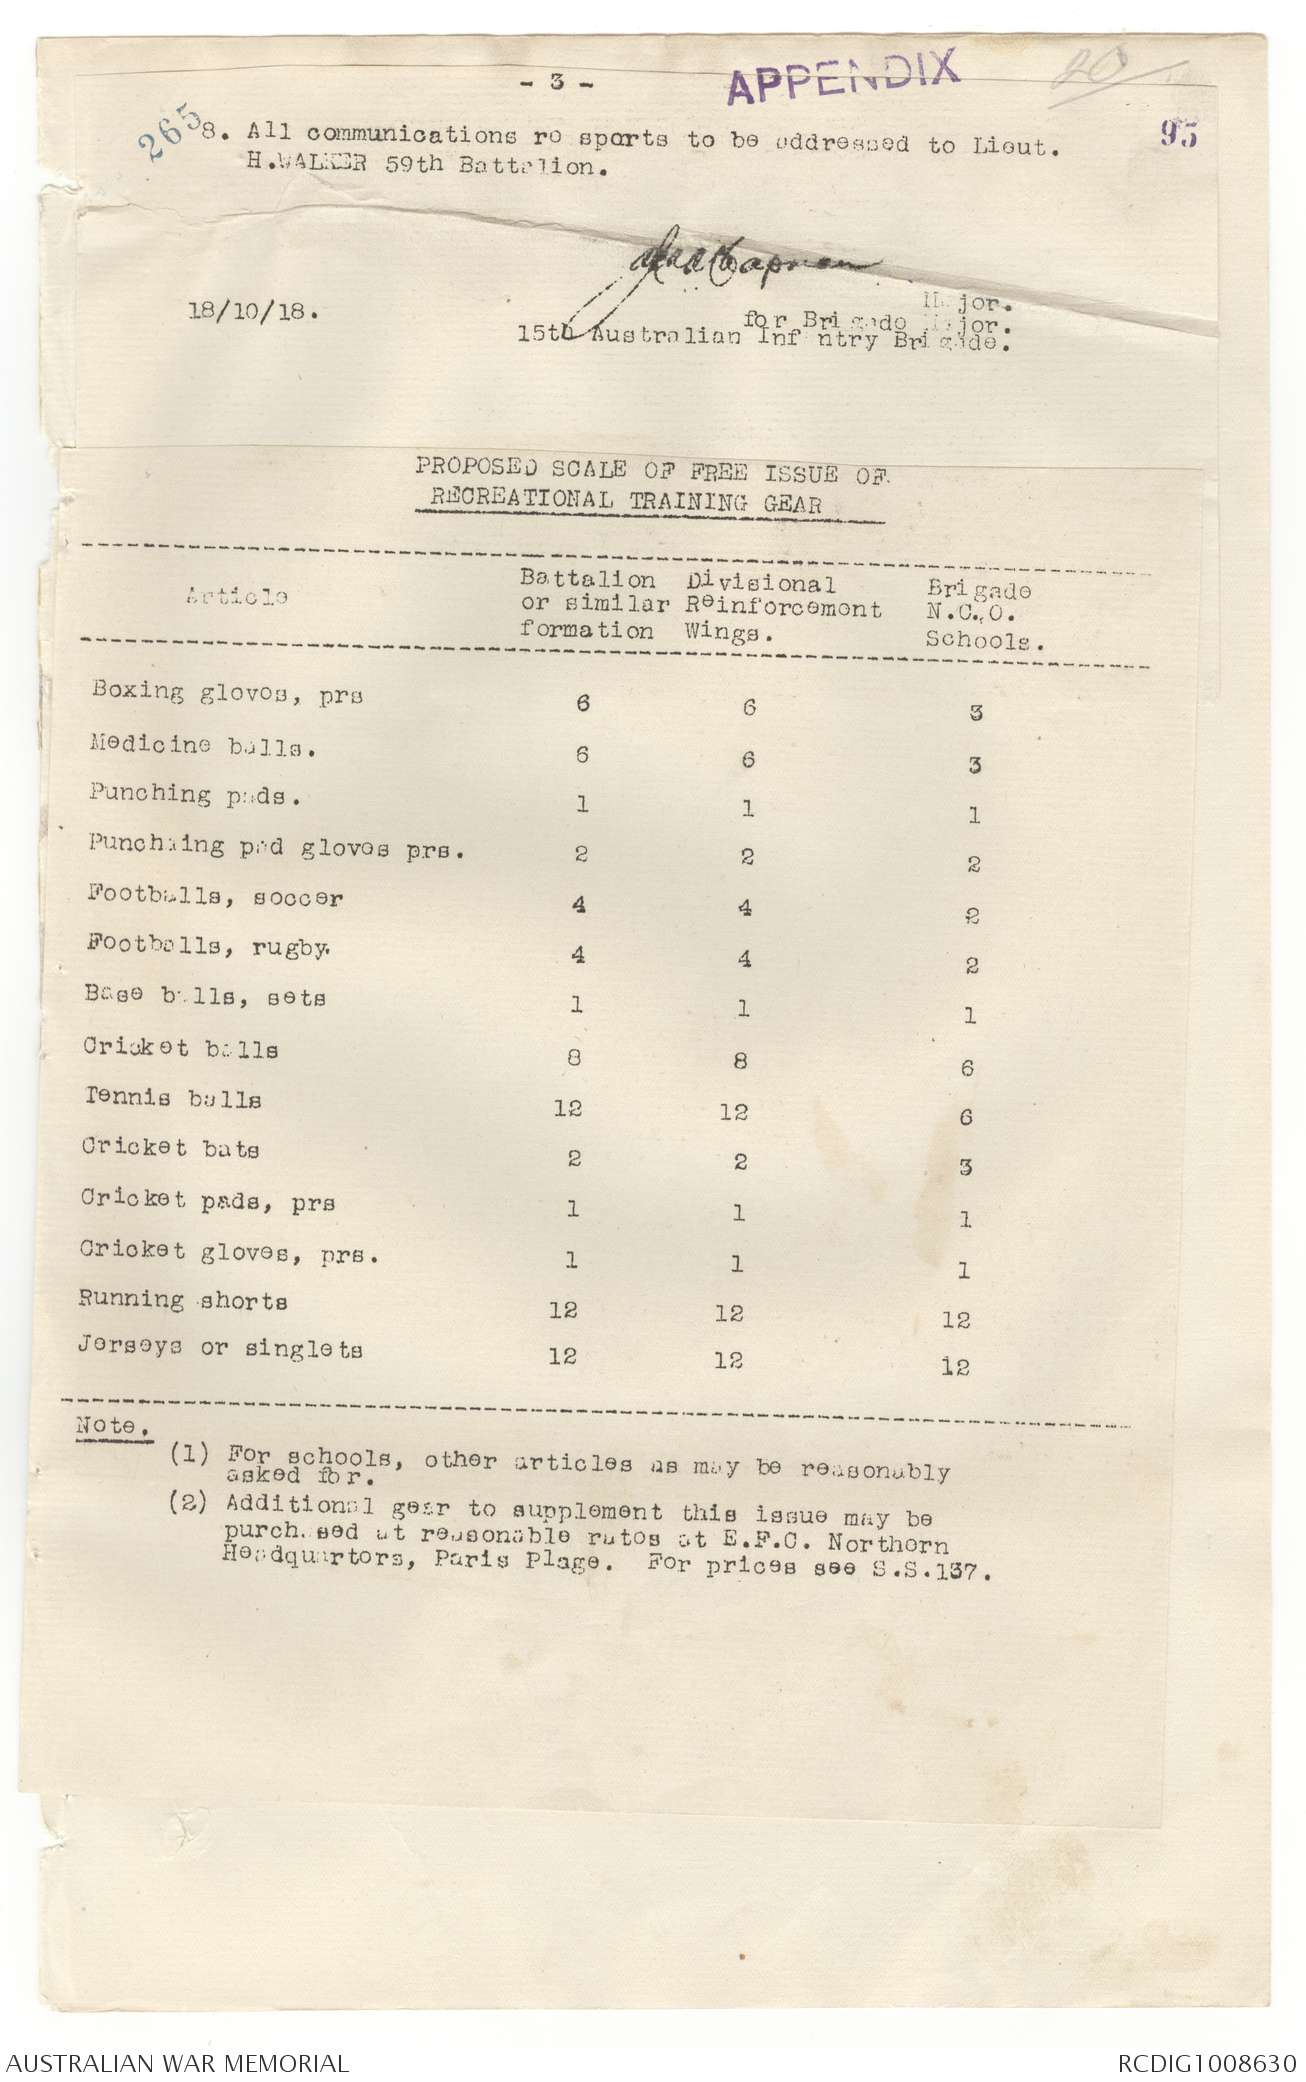 - 3 -
APPENDIX
265
95
8. All communications re sports to be addressed to Lieut.
H.WALKER 59th Battalion.
Major.
18/10/18.
for Brigade Major.
15th Australian Infantry Brigade.
PROPOSED SCALE OF FREE ISSUE OF
RECREATIONAL TRAINING GEAR
Article
Battalion or similar formation
Divisional Reinforcement Wings.
Brigade N.C.O. Schools.
Boxing gloves, prs 6 6 3
Medicine balls. 6 6 3
Punching pads. 1 1 1
Punchaing pad gloves prs. 2 2 2
Footballs, soccer 4 4 2
Footballs, rugby. 4 4 2
Base balls, sets 1 1 1
Cricket balls 8 8 6
Tennis balls 12 12 6
Cricket bats 2 2 3
Cricket pads, prs 1 1 1
Cricket gloves, prs. 1 1 1
Running shorts 12 12 12
Jerseys or singlets 12 12 12
Note.
(1) For schools, other articles as may be reasonably
asked for.
(2) Additional gear to supplement this issue may be
purchased at reasonable rates at E.F.C. Northern
Headquarters, Paris Plage. For prices see S.S.137.
AUSTRALIAN WAR MEMORIAL
RCDIG1008630